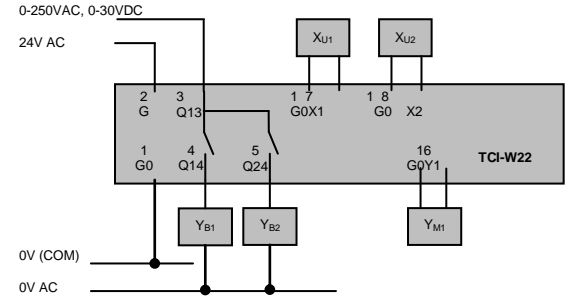 0-250VAC, 0-30VDC
24V AC
XU1
XU2
2 3 1 7 1 8
G Q13 G0X1 G0 X2
1 4 5 16
G0 Q14 Q24 G0Y1
TCI-W22
YB1
YB2
YM1
0V (COM)
0V AC